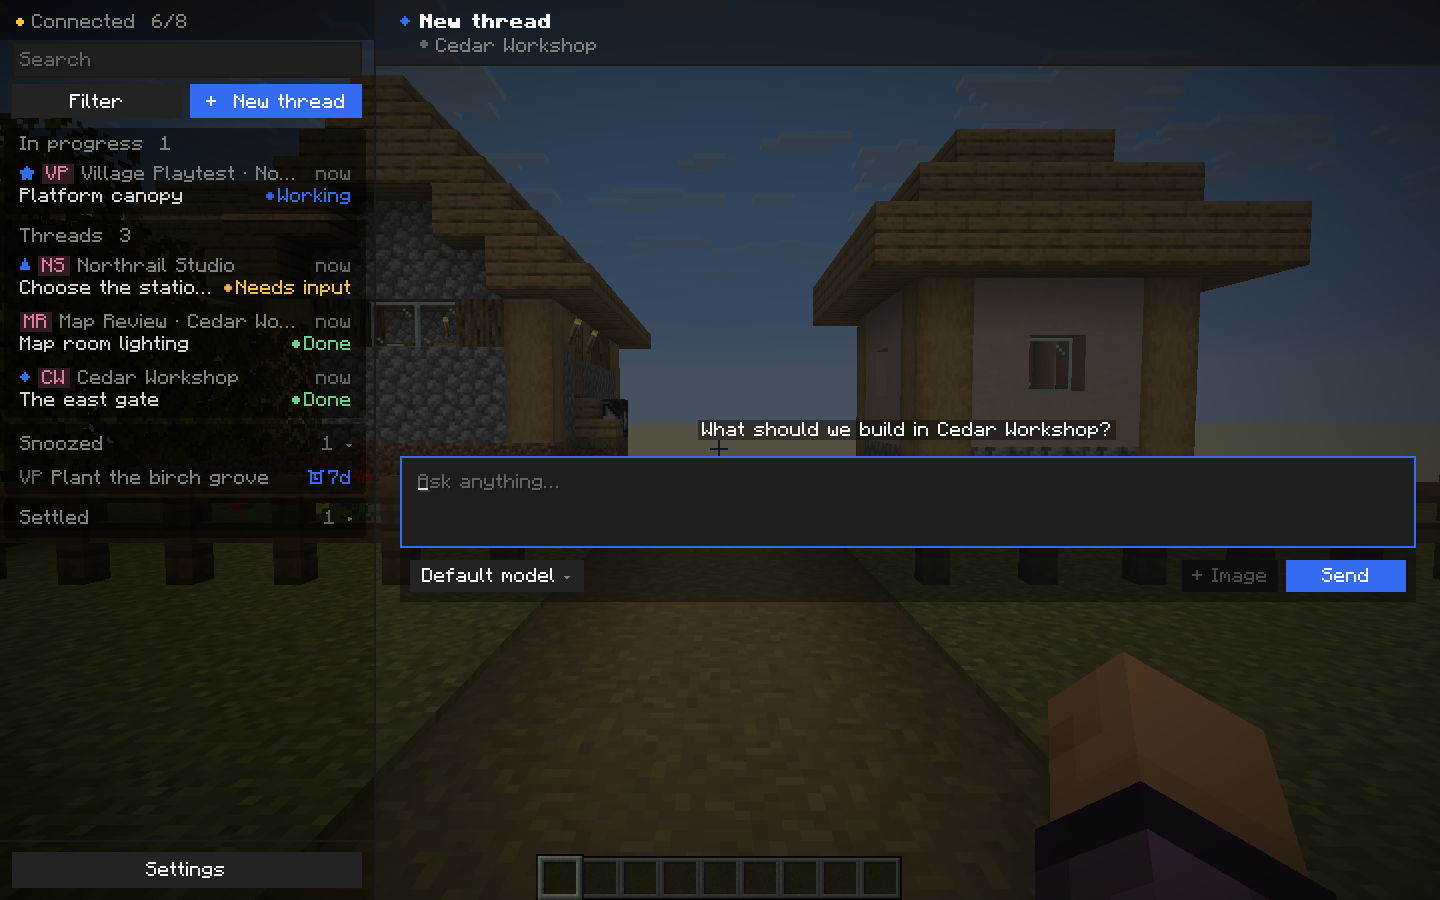 Connected 6/8
Search
Filter
+ New thread
In progress 1
VP Village Playtest · No... now
Platform canopy Working
Threads 3
NS Northrail Studio now
Choose the statio... Needs input
MR Map Review · Cedar Wo... now
Map room lighting Done
CW Cedar Workshop now
The east gate Done
Snoozed 1
VP Plant the birch grove 7d
Settled 1
Settings
New thread
Cedar Workshop
What should we build in Cedar Workshop?
Ask anything...
Default model
+ Image
Send